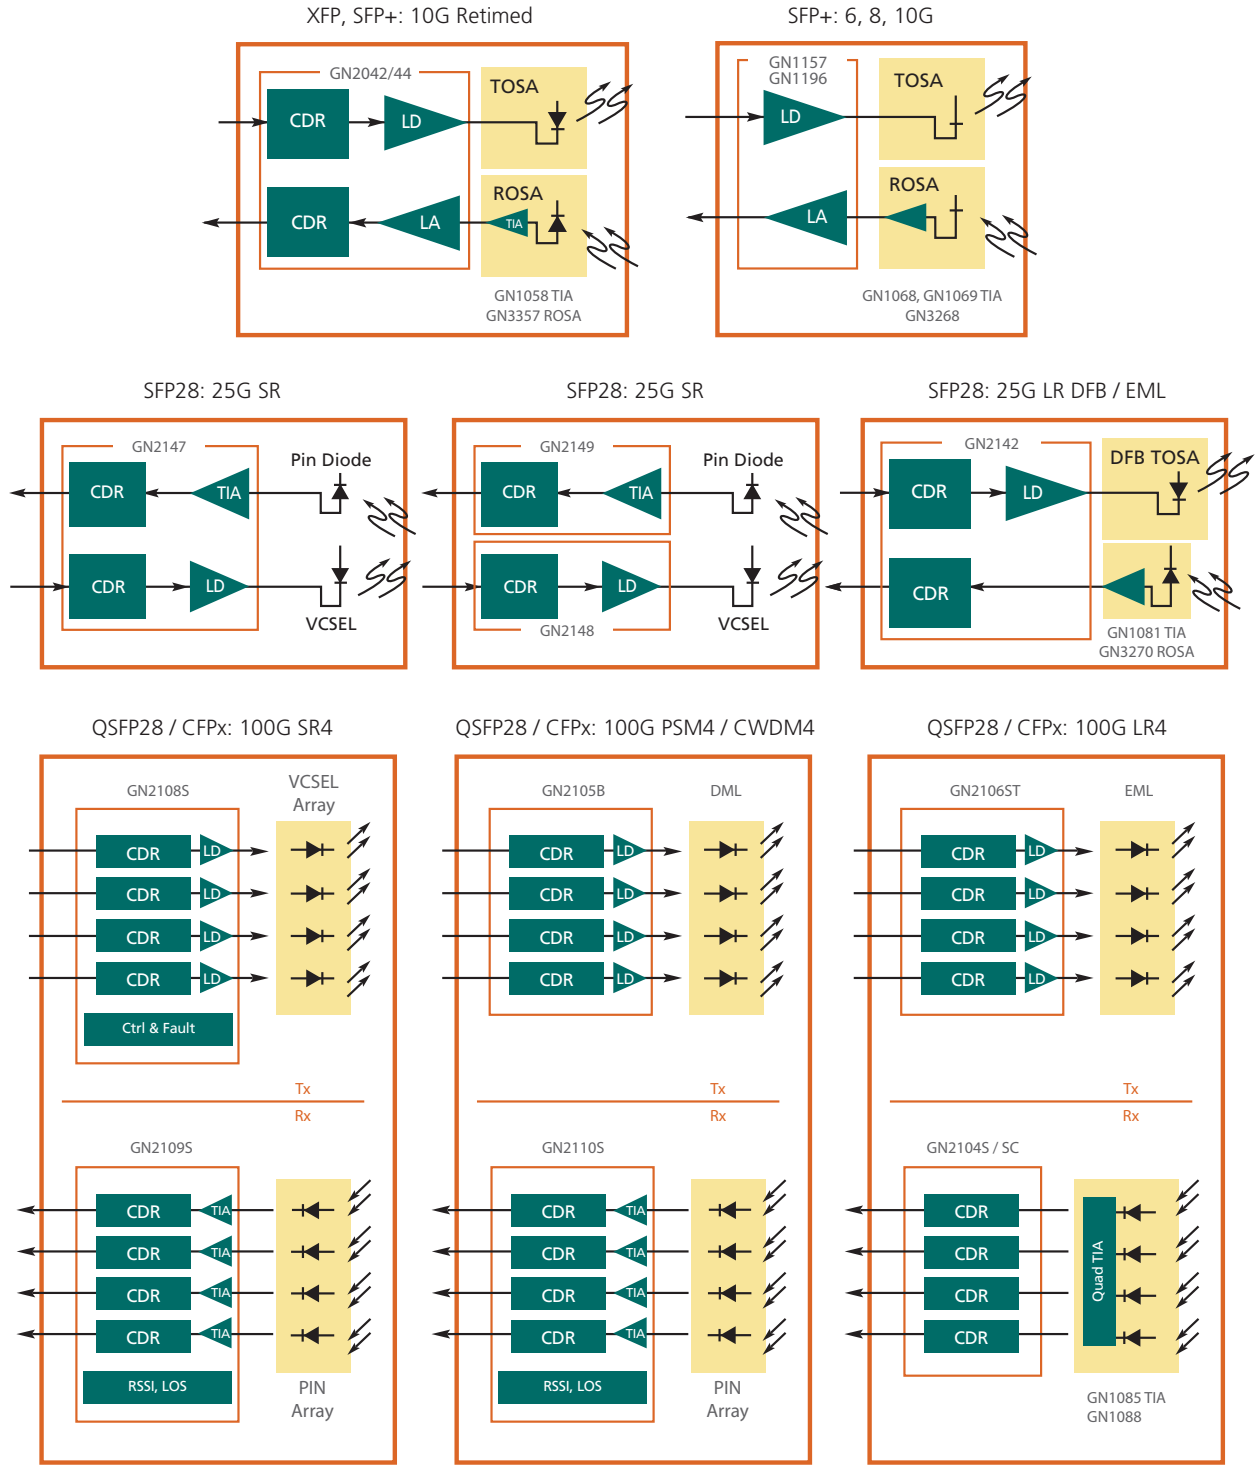 XFP, SFP+: 10G Retimed
GN2042/44
TOSA
CDR
LD
ROSA
CDR
LA
TIA
GN1058 TIA
GN3357 ROSA
SFP+: 6, 8, 10G
GN1157
GN1196
TOSA
LD
ROSA
LA
GN1068, GN1069 TIA
GN3268
SFP28: 25G SR
GN2147
Pin Diode
CDR
TIA
CDR
LD
VCSEL
SFP28: 25G SR
GN2149
Pin Diode
CDR
TIA
CDR
LD
GN2148
VCSEL
SFP28: 25G LR DFB / EML
GN2142
DFB TOSA
CDR
LD
CDR
GN1081 TIA
GN3270 ROSA
QSFP28 / CFPx: 100G SR4
VCSEL
Array
GN2108S
CDR
LD
CDR
LD
CDR
LD
CDR
LD
Ctrl & Fault
Tx
Rx
GN2109S
CDR
TIA
CDR
TIA
CDR
TIA
CDR
TIA
RSSI, LOS
PIN
Array
QSFP28 / CFPx: 100G PSM4 / CWDM4
GN2105B
DML
CDR
LD
CDR
LD
CDR
LD
CDR
LD
Tx
Rx
GN2110S
CDR
TIA
CDR
TIA
CDR
TIA
CDR
TIA
RSSI, LOS
PIN
Array
QSFP28 / CFPx: 100G LR4
GN2106ST
EML
CDR
LD
CDR
LD
CDR
LD
CDR
LD
Tx
Rx
GN2104S / SC
CDR
CDR
CDR
CDR
Quad TIA
GN1085 TIA
GN1088